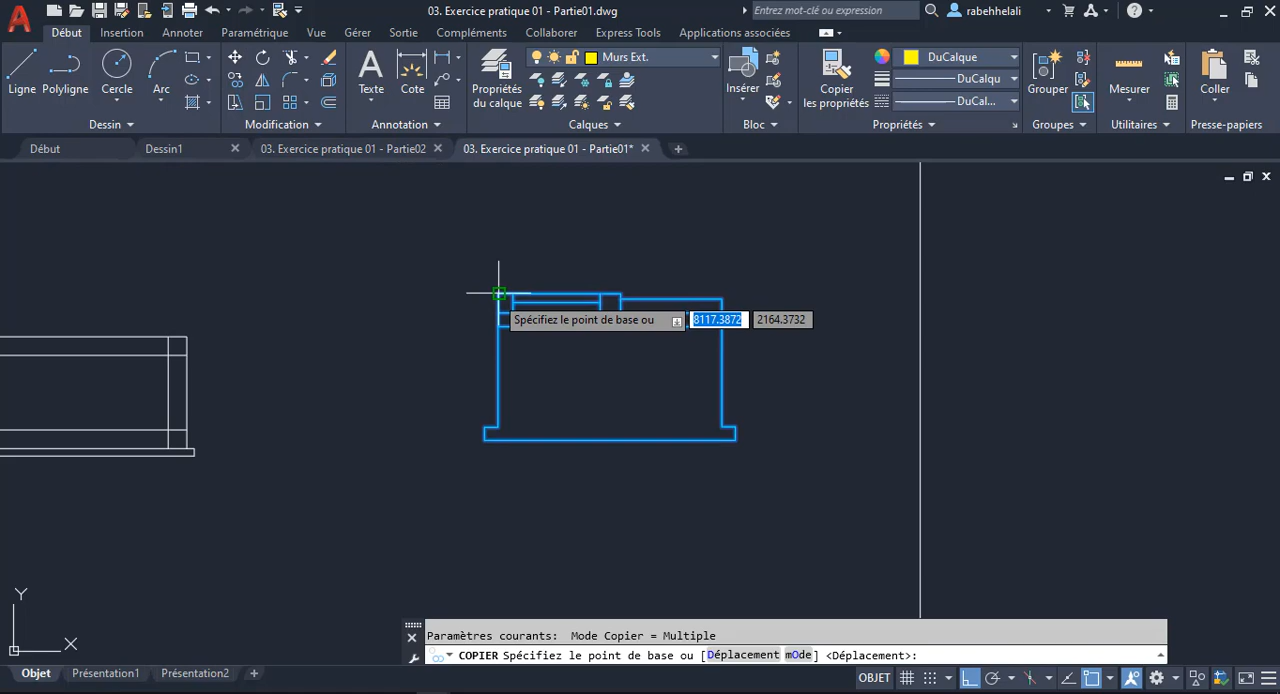 03. Exercice pratique 01 - Partie01.dwg
Entrez mot-clé ou expression
rabehhelali
Début
Insertion
Annoter
Paramétrique
Vue
Gérer
Sortie
Compléments
Collaborer
Express Tools
Applications associées
Ligne
Polyligne
Cercle
Arc
Dessin
Modification
Texte
Cote
Annotation
Propriétés
du calque
Murs Ext.
Calques
Insérer
Bloc
Copier
les propriétés
DuCalque
DuCalqu
DuCal...
Propriétés
Grouper
Groupes
Mesurer
Utilitaires
Coller
Presse-papiers
Début
Dessin1
03. Exercice pratique 01 - Partie02
03. Exercice pratique 01 - Partie01*
Spécifiez le point de base ou
8117.3872
2164.3732
Y
X
Paramètres courants: Mode Copier = Multiple
COPIER Spécifiez le point de base ou [Déplacement mOde] <Déplacement>:
Objet
Présentation1
Présentation2
OBJET